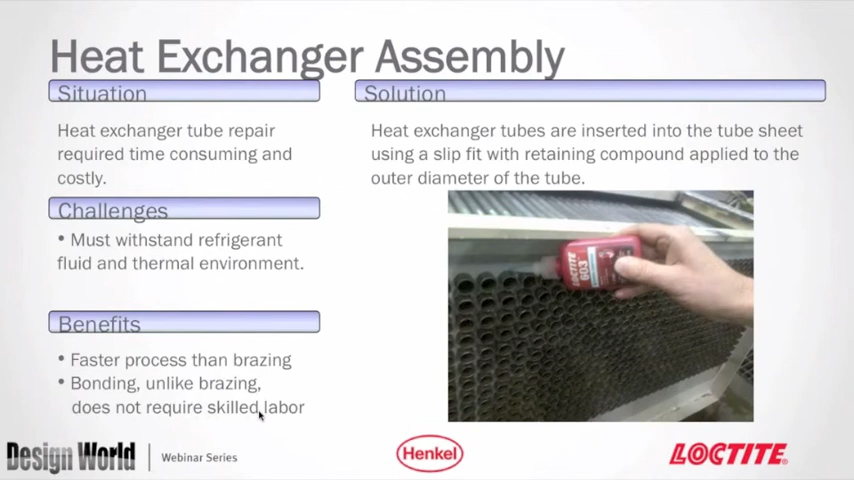 Heat Exchanger Assembly
Situation
Heat exchanger tube repair
required time consuming and
costly.
Challenges
• Must withstand refrigerant
fluid and thermal environment.
Benefits
• Faster process than brazing
• Bonding, unlike brazing,
does not require skilled labor
Solution
Heat exchanger tubes are inserted into the tube sheet
using a slip fit with retaining compound applied to the
outer diameter of the tube.
LOCTITE
603
Design World
Webinar Series
Henkel
LOCTITE®